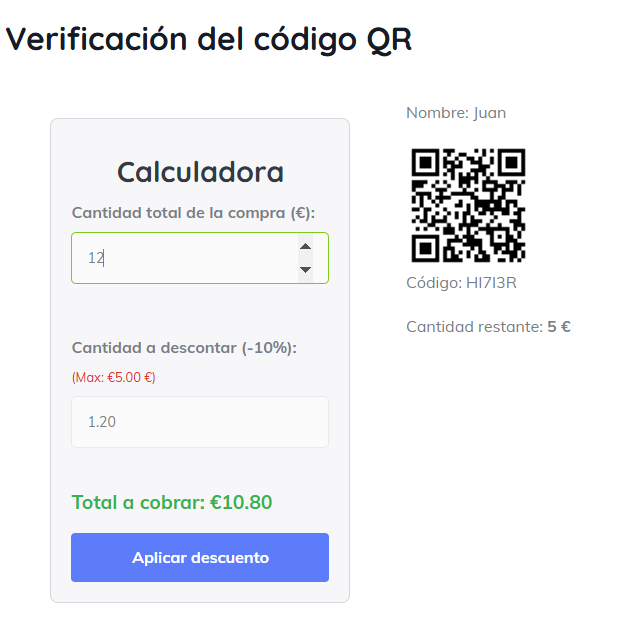 Verificación del código QR
Calculadora
Cantidad total de la compra (€):
12
Cantidad a descontar (-10%):
(Max: €5.00 €)
1.20
Total a cobrar: €10.80
Aplicar descuento
Nombre: Juan
Código: HI7I3R
Cantidad restante: 5 €